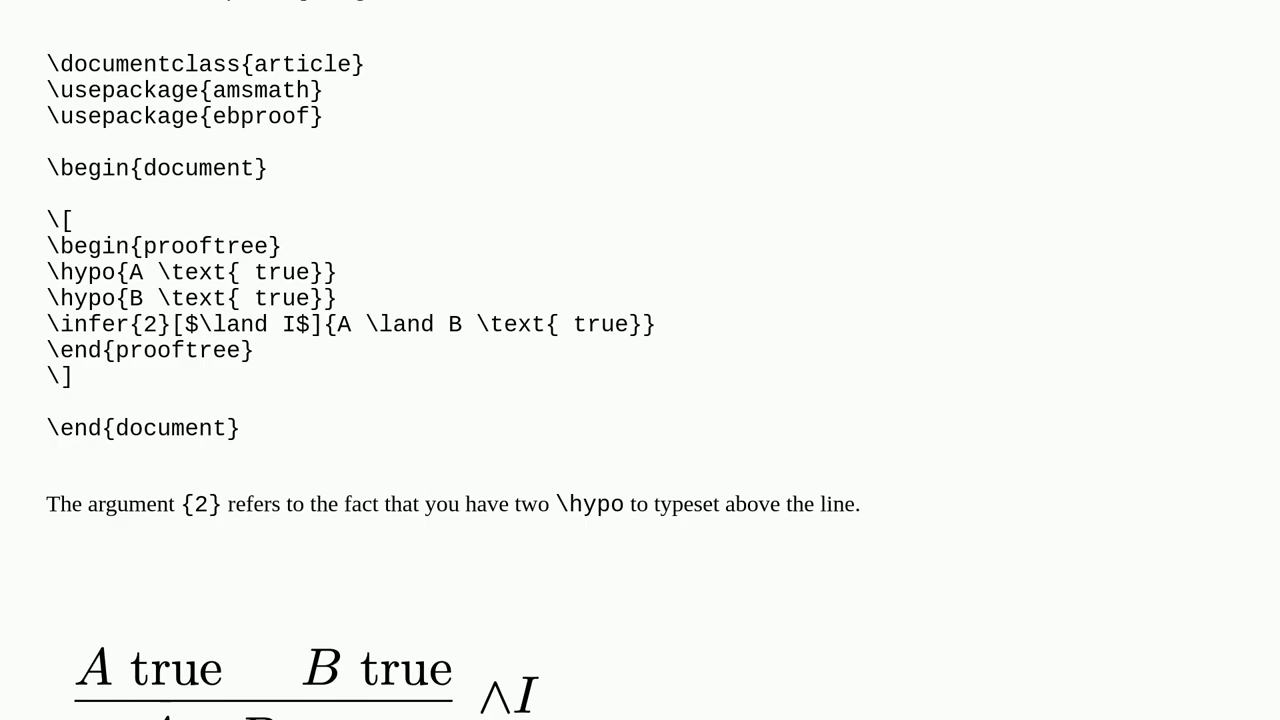 \documentclass{article}
\usepackage{amsmath}
\usepackage{ebproof}
\begin{document}
\[
\begin{prooftree}
\hypo{A \text{ true}}
\hypo{B \text{ true}}
\infer{2}[$\land I$]{A \land B \text{ true}}
\end{prooftree}
\]
\end{document}
The argument {2} refers to the fact that you have two \hypo to typeset above the line.
A true B true
∧I